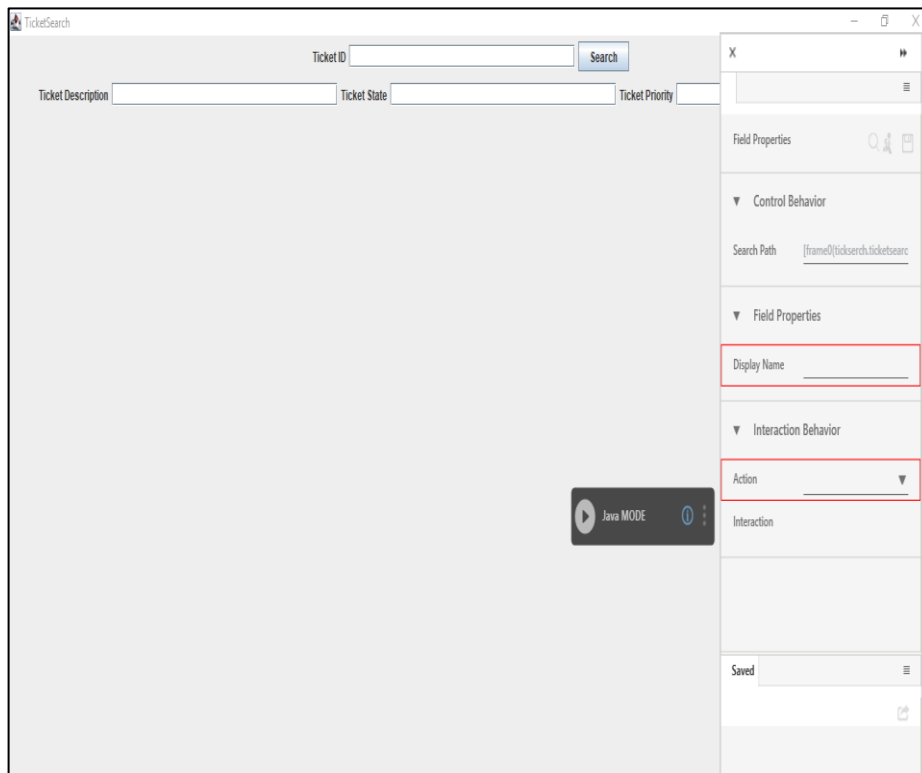 TicketSearch
Ticket ID
Search
Ticket Description
Ticket State
Ticket Priority
Field Properties
Control Behavior
Search Path
[frame0(tickserch.ticketsearc
Field Properties
Display Name
Interaction Behavior
Action
Interaction
Java MODE
Saved